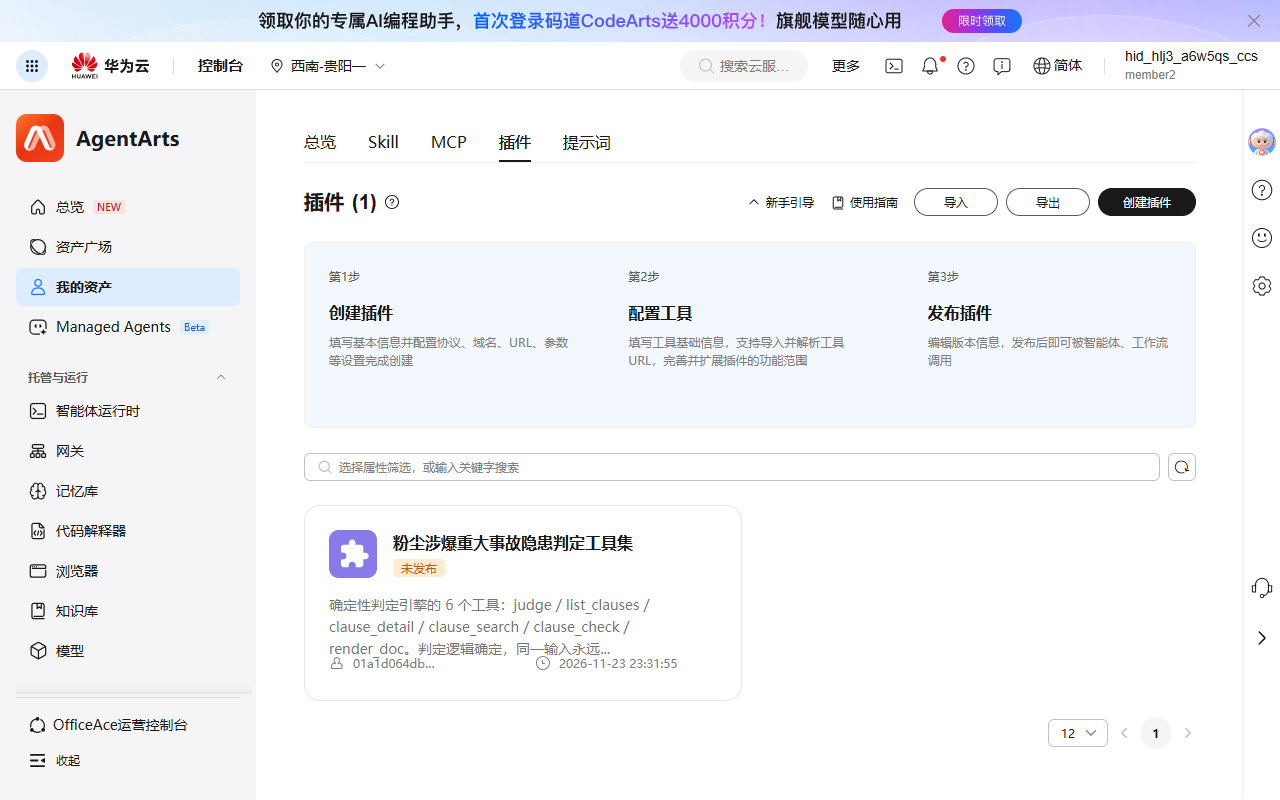 领取你的专属AI编程助手，首次登录码道CodeArts送4000积分！旗舰模型随心用
限时领取
HUAWEI
华为云
控制台
西南-贵阳一
搜索云服...
更多
简体
hid_hlj3_a6w5qs_ccs
member2
AgentArts
总览 NEW
资产广场
我的资产
Managed Agents Beta
托管与运行
智能体运行时
网关
记忆库
代码解释器
浏览器
知识库
模型
OfficeAce运营控制台
收起
总览 Skill MCP 插件 提示词
插件 (1)
新手引导
使用指南
导入
导出
创建插件
第1步
创建插件
填写基本信息并配置协议、域名、URL、参数
等设置完成创建
第2步
配置工具
填写工具基础信息，支持导入并解析工具
URL，完善并扩展插件的功能范围
第3步
发布插件
编辑版本信息，发布后即可被智能体、工作流
调用
选择属性筛选，或输入关键字搜索
粉尘涉爆重大事故隐患判定工具集
未发布
确定性判定引擎的 6 个工具：judge / list_clauses /
clause_detail / clause_search / clause_check /
render_doc。判定逻辑确定，同一输入永远...
01a1d064db...
2026-11-23 23:31:55
12
1